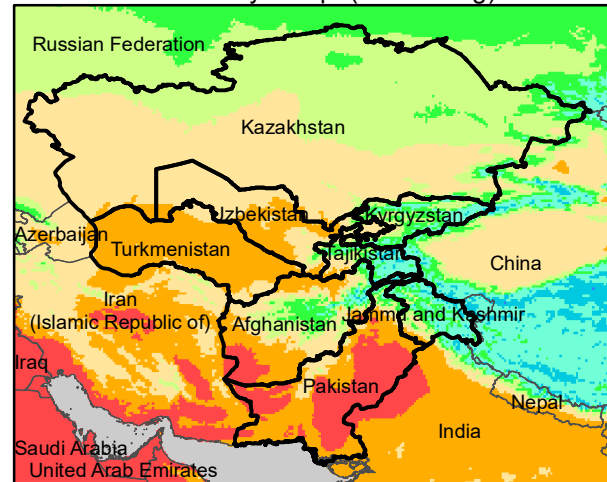 Russian Federation
Kazakhstan
Izbekistan
Kyrgyzstan
Azerbaijan
Turkmenistan
Tajikistan
China
Iran
(Islamic Republic of)
Afghanistan
Jammu and Kashmir
Iraq
Pakistan
Nepal
India
Saudi Arabia
United Arab Emirates